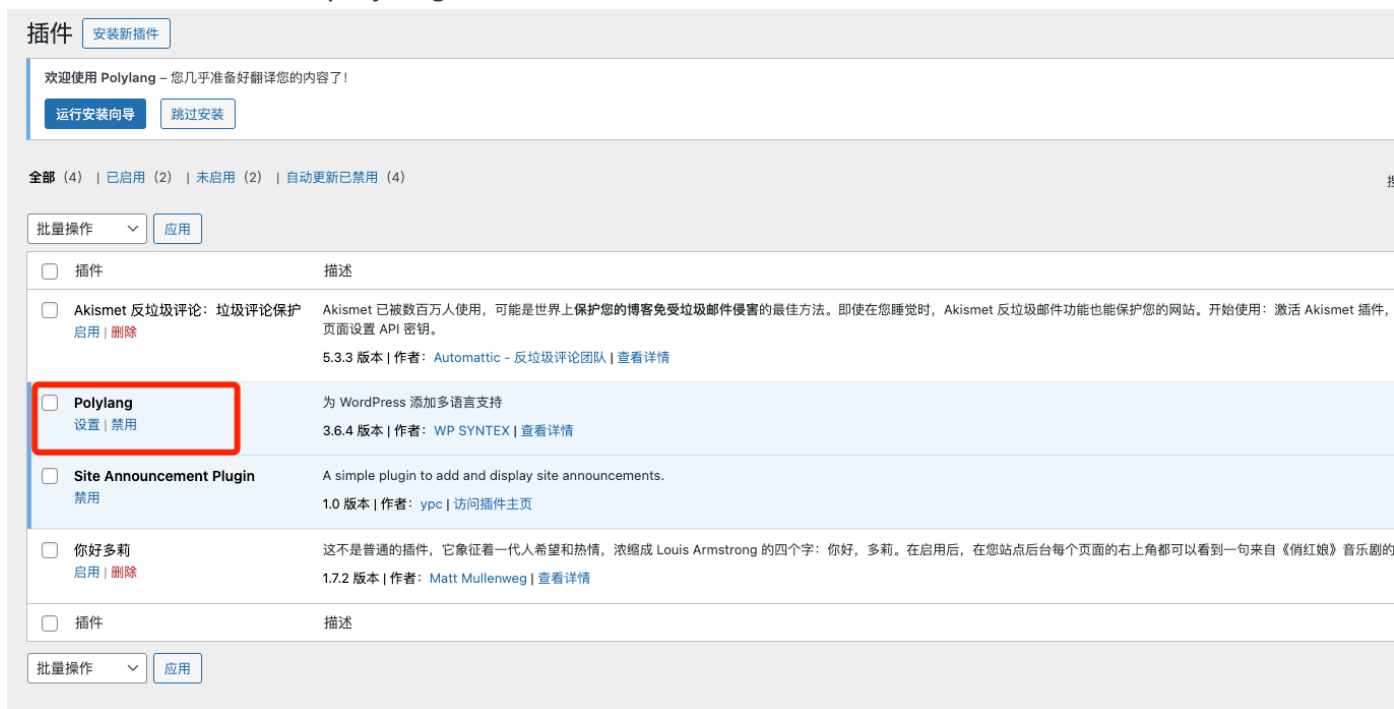 插件 安装新插件
欢迎使用 Polylang – 您几乎准备好翻译您的内容了！
运行安装向导 跳过安装
全部（4） | 已启用（2） | 未启用（2） | 自动更新已禁用（4）
批量操作 应用
插件 描述
Akismet 反垃圾评论：垃圾评论保护 Akismet 已被数百万人使用，可能是世界上保护您的博客免受垃圾邮件侵害的最佳方法。即使在您睡觉时，Akismet 反垃圾邮件功能也能保护您的网站。开始使用：激活 Akismet 插件，
启用 | 删除 页面设置 API 密钥。
5.3.3 版本 | 作者：Automattic - 反垃圾评论团队 | 查看详情
Polylang 为 WordPress 添加多语言支持
设置 | 禁用 3.6.4 版本 | 作者：WP SYNTEX | 查看详情
Site Announcement Plugin A simple plugin to add and display site announcements.
禁用 1.0 版本 | 作者：ypc | 访问插件主页
你好多莉 这不是普通的插件，它象征着一代人希望和热情，浓缩成 Louis Armstrong 的四个字：你好，多莉。在启用后，在您站点后台每个页面的右上角都可以看到一句来自《俏红娘》音乐剧的
启用 | 删除 1.7.2 版本 | 作者：Matt Mullenweg | 查看详情
插件 描述
批量操作 应用